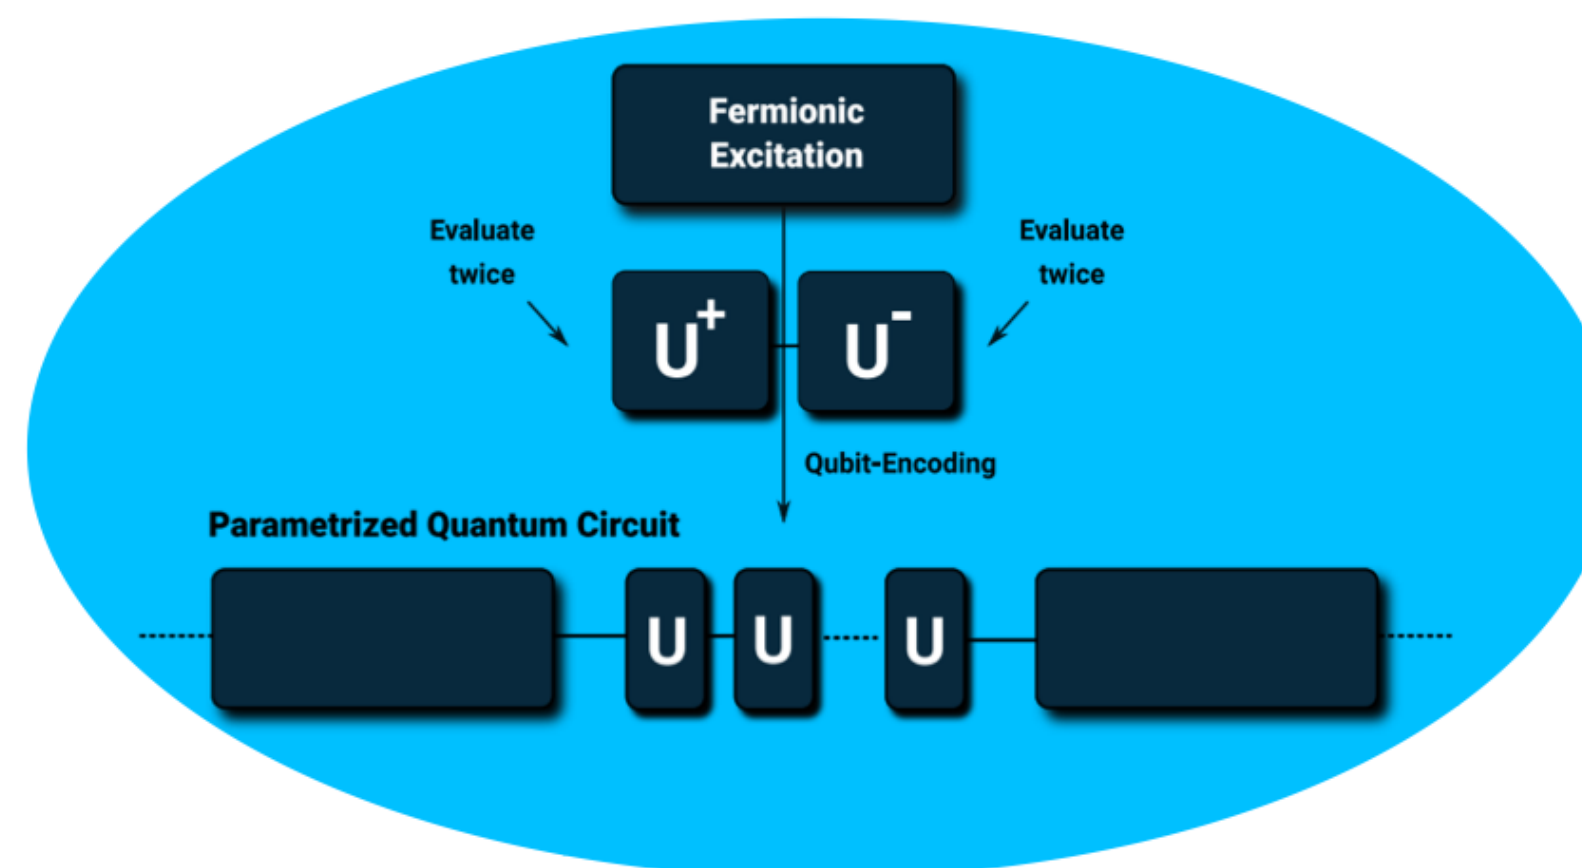 Fermionic
Excitation
Evaluate
twice
Evaluate
twice
U⁺
U⁻
Qubit-Encoding
Parametrized Quantum Circuit
U
U
U